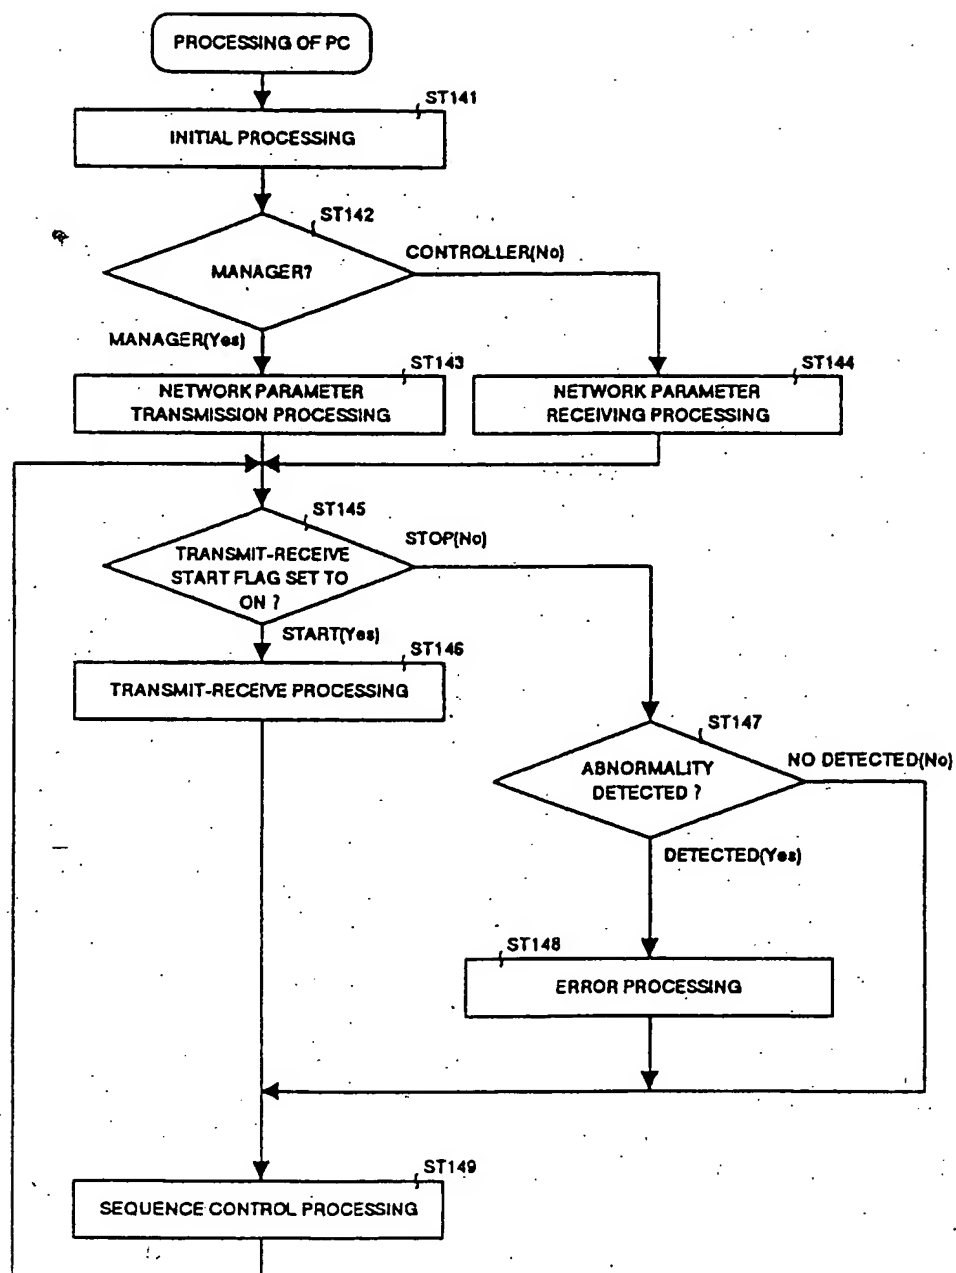 PROCESSING OF PC
ST141
INITIAL PROCESSING
ST142
MANAGER?
CONTROLLER(No)
MANAGER(Yes)
ST143
NETWORK PARAMETER
TRANSMISSION PROCESSING
ST144
NETWORK PARAMETER
RECEIVING PROCESSING
ST145
TRANSMIT-RECEIVE
START FLAG SET TO
ON ?
STOP(No)
START(Yes)
ST146
TRANSMIT-RECEIVE PROCESSING
ST147
ABNORMALITY
DETECTED ?
NO DETECTED(No)
DETECTED(Yes)
ST148
ERROR PROCESSING
ST149
SEQUENCE CONTROL PROCESSING